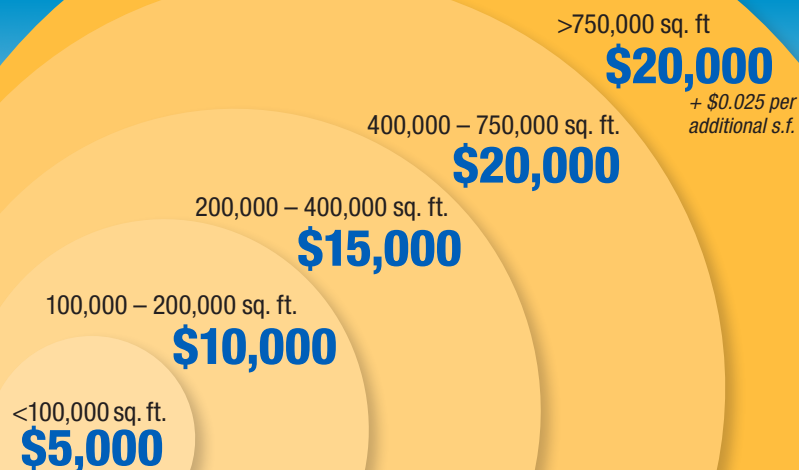 >750,000 sq. ft
$20,000
+ $0.025 per
additional s.f.
400,000 – 750,000 sq. ft.
$20,000
200,000 – 400,000 sq. ft.
$15,000
100,000 – 200,000 sq. ft.
$10,000
<100,000 sq. ft.
$5,000